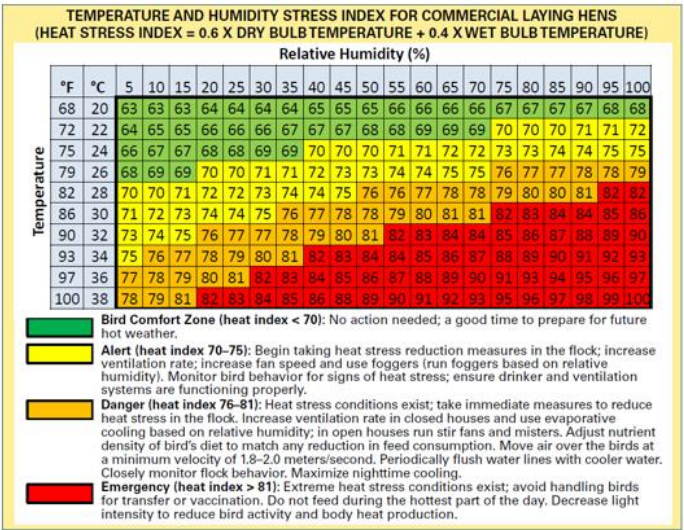 TEMPERATURE AND HUMIDITY STRESS INDEX FOR COMMERCIAL LAYING HENS
(HEAT STRESS INDEX = 0.6 X DRY BULB TEMPERATURE + 0.4 X WET BULB TEMPERATURE)
Relative Humidity (%)
°F °C 5 10 15 20 25 30 35 40 45 50 55 60 65 70 75 80 85 90 95 100
Temperature
68 20 63 63 63 64 64 64 64 65 65 65 66 66 66 66 67 67 67 67 68 68
72 22 64 65 65 66 66 66 67 67 67 68 68 69 69 69 70 70 70 71 71 72
75 24 66 67 67 68 68 69 69 70 70 70 71 71 72 72 73 73 74 74 75 75
79 26 68 69 69 70 70 71 71 72 73 73 74 74 75 75 76 77 77 78 78 79
82 28 70 70 71 72 72 73 74 74 75 76 76 77 78 78 79 80 80 81 82 82
86 30 71 72 73 74 74 75 76 77 78 78 79 80 81 81 82 83 84 84 85 86
90 32 73 74 75 76 77 77 78 79 80 81 82 83 84 84 85 86 87 88 89 90
93 34 75 76 77 78 79 80 81 82 83 84 84 85 86 87 88 89 90 91 92 93
97 36 77 78 79 80 81 82 83 84 85 86 87 88 89 90 91 93 94 95 96 97
100 38 78 79 81 82 83 84 85 86 88 89 90 91 92 93 95 96 97 98 99 100
Bird Comfort Zone (heat index < 70): No action needed; a good time to prepare for future
hot weather.
Alert (heat index 70–75): Begin taking heat stress reduction measures in the flock; increase
ventilation rate; increase fan speed and use foggers (run foggers based on relative
humidity). Monitor bird behavior for signs of heat stress; ensure drinker and ventilation
systems are functioning properly.
Danger (heat index 76–81): Heat stress conditions exist; take immediate measures to reduce
heat stress in the flock. Increase ventilation rate in closed houses and use evaporative
cooling based on relative humidity; in open houses run stir fans and misters. Adjust nutrient
density of bird's diet to match any reduction in feed consumption. Move air over the birds at
a minimum velocity of 1.8–2.0 meters/second. Periodically flush water lines with cooler water.
Closely monitor flock behavior. Maximize nighttime cooling.
Emergency (heat index > 81): Extreme heat stress conditions exist; avoid handling birds
for transfer or vaccination. Do not feed during the hottest part of the day. Decrease light
intensity to reduce bird activity and body heat production.